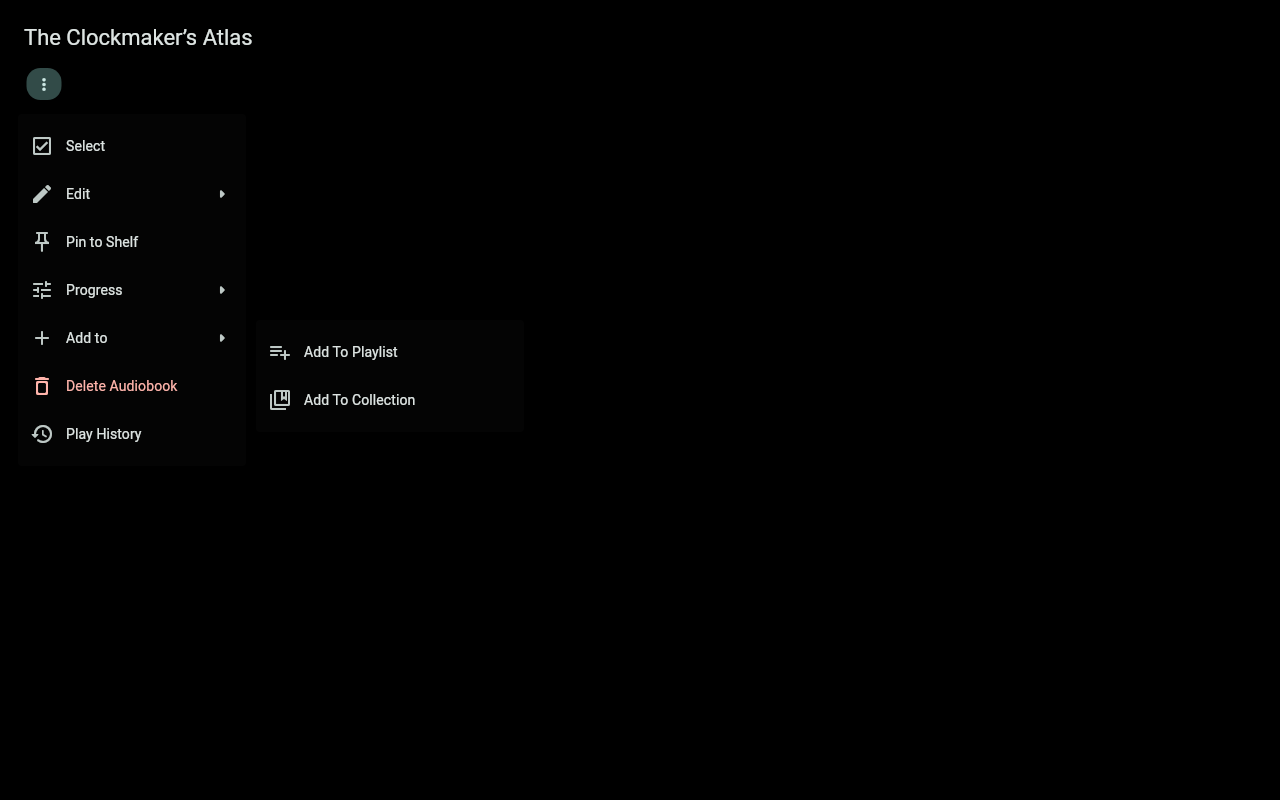 The Clockmaker’s Atlas
Select
Edit
Pin to Shelf
Progress
Add to
Delete Audiobook
Play History
Add To Playlist
Add To Collection